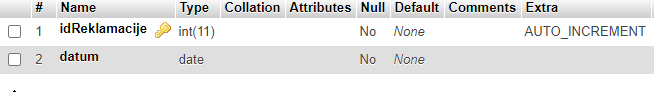 # Name Type Collation Attributes Null Default Comments Extra
1 idReklamacije int(11) No None AUTO_INCREMENT
2 datum date No None